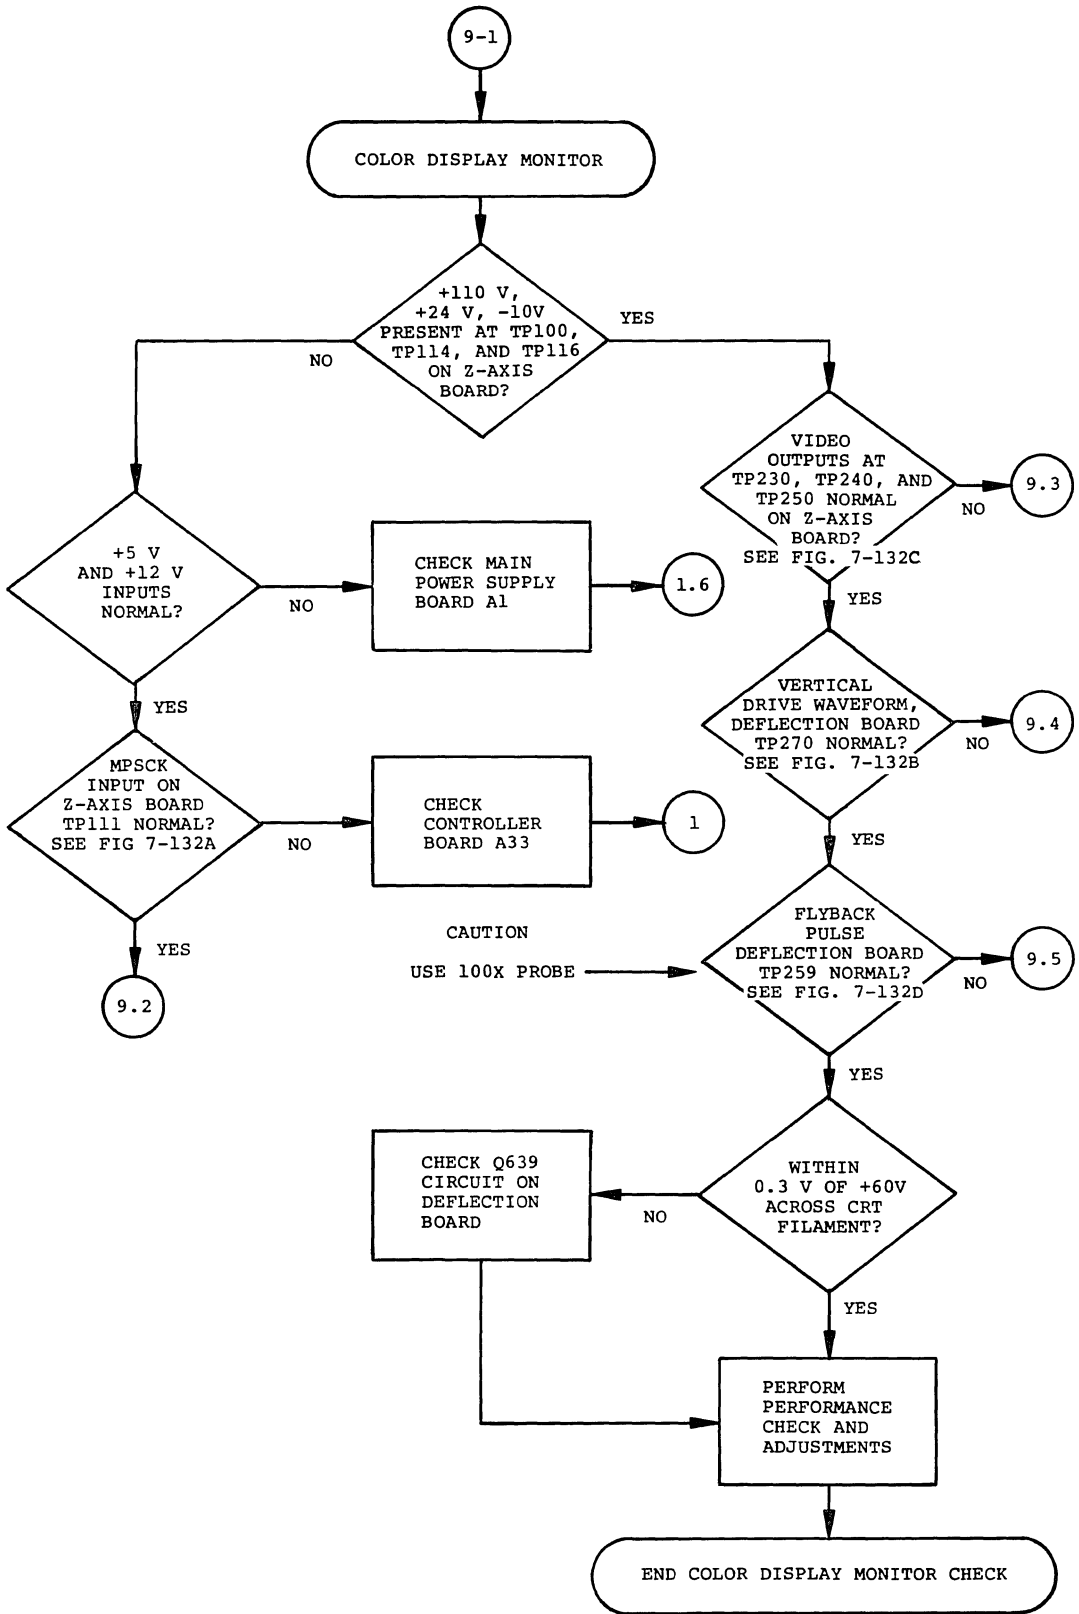 9-1
COLOR DISPLAY MONITOR
+110 V,
+24 V, -10V
PRESENT AT TP100,
TP114, AND TP116
ON Z-AXIS
BOARD?
NO
YES
+5 V
AND +12 V
INPUTS
NORMAL?
NO
CHECK MAIN
POWER SUPPLY
BOARD A1
1.6
YES
MPSCK
INPUT ON
Z-AXIS BOARD
TP111 NORMAL?
SEE FIG 7-132A
NO
CHECK
CONTROLLER
BOARD A33
1
YES
9.2
VIDEO
OUTPUTS AT
TP230, TP240, AND
TP250 NORMAL
ON Z-AXIS
BOARD?
SEE FIG. 7-132C
NO
9.3
YES
VERTICAL
DRIVE WAVEFORM,
DEFLECTION BOARD
TP270 NORMAL?
SEE FIG. 7-132B
NO
9.4
YES
CAUTION
USE 100X PROBE
FLYBACK
PULSE
DEFLECTION BOARD
TP259 NORMAL?
SEE FIG. 7-132D
NO
9.5
YES
WITHIN
0.3 V OF +60V
ACROSS CRT
FILAMENT?
NO
CHECK Q639
CIRCUIT ON
DEFLECTION
BOARD
YES
PERFORM
PERFORMANCE
CHECK AND
ADJUSTMENTS
END COLOR DISPLAY MONITOR CHECK